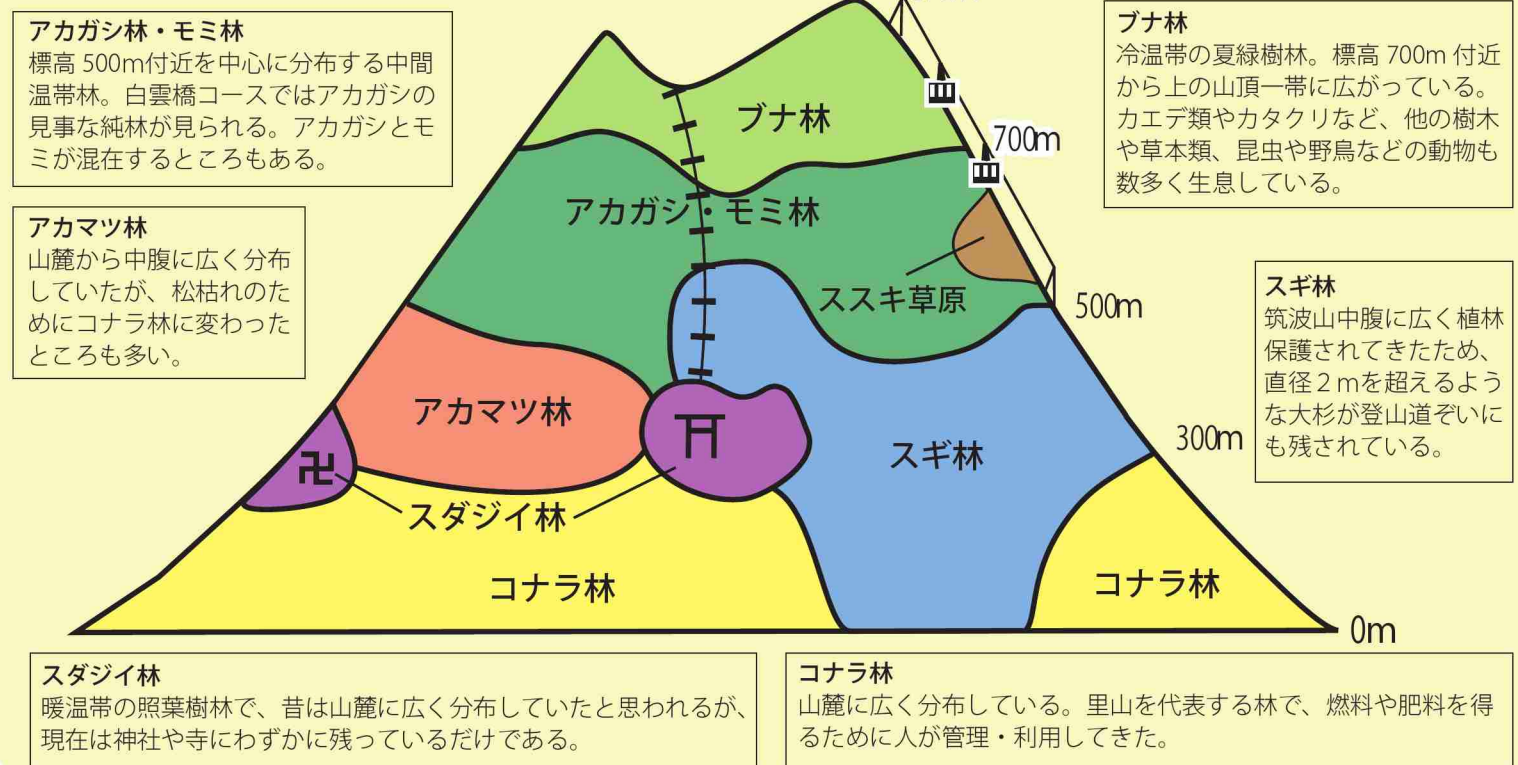 アカガシ林・モミ林
標高 500m付近を中心に分布する中間
温帯林。白雲橋コースではアカガシの
見事な純林が見られる。アカガシとモ
ミが混在するところもある。
ブナ林
冷温帯の夏緑樹林。標高 700m 付近
から上の山頂一帯に広がっている。
カエデ類やカタクリなど、他の樹木
や草本類、昆虫や野鳥などの動物も
数多く生息している。
アカマツ林
山麓から中腹に広く分布
していたが、松枯れのた
めにコナラ林に変わった
ところも多い。
スギ林
筑波山中腹に広く植林
保護されてきたため、
直径２ｍを超えるよう
な大杉が登山道ぞいに
も残されている。
ブナ林
700m
アカガシ・モミ林
ススキ草原
500m
アカマツ林
300m
スギ林
卍
スダジイ林
コナラ林
コナラ林
0m
スダジイ林
暖温帯の照葉樹林で、昔は山麓に広く分布していたと思われるが、
現在は神社や寺にわずかに残っているだけである。
コナラ林
山麓に広く分布している。里山を代表する林で、燃料や肥料を得
るために人が管理・利用してきた。